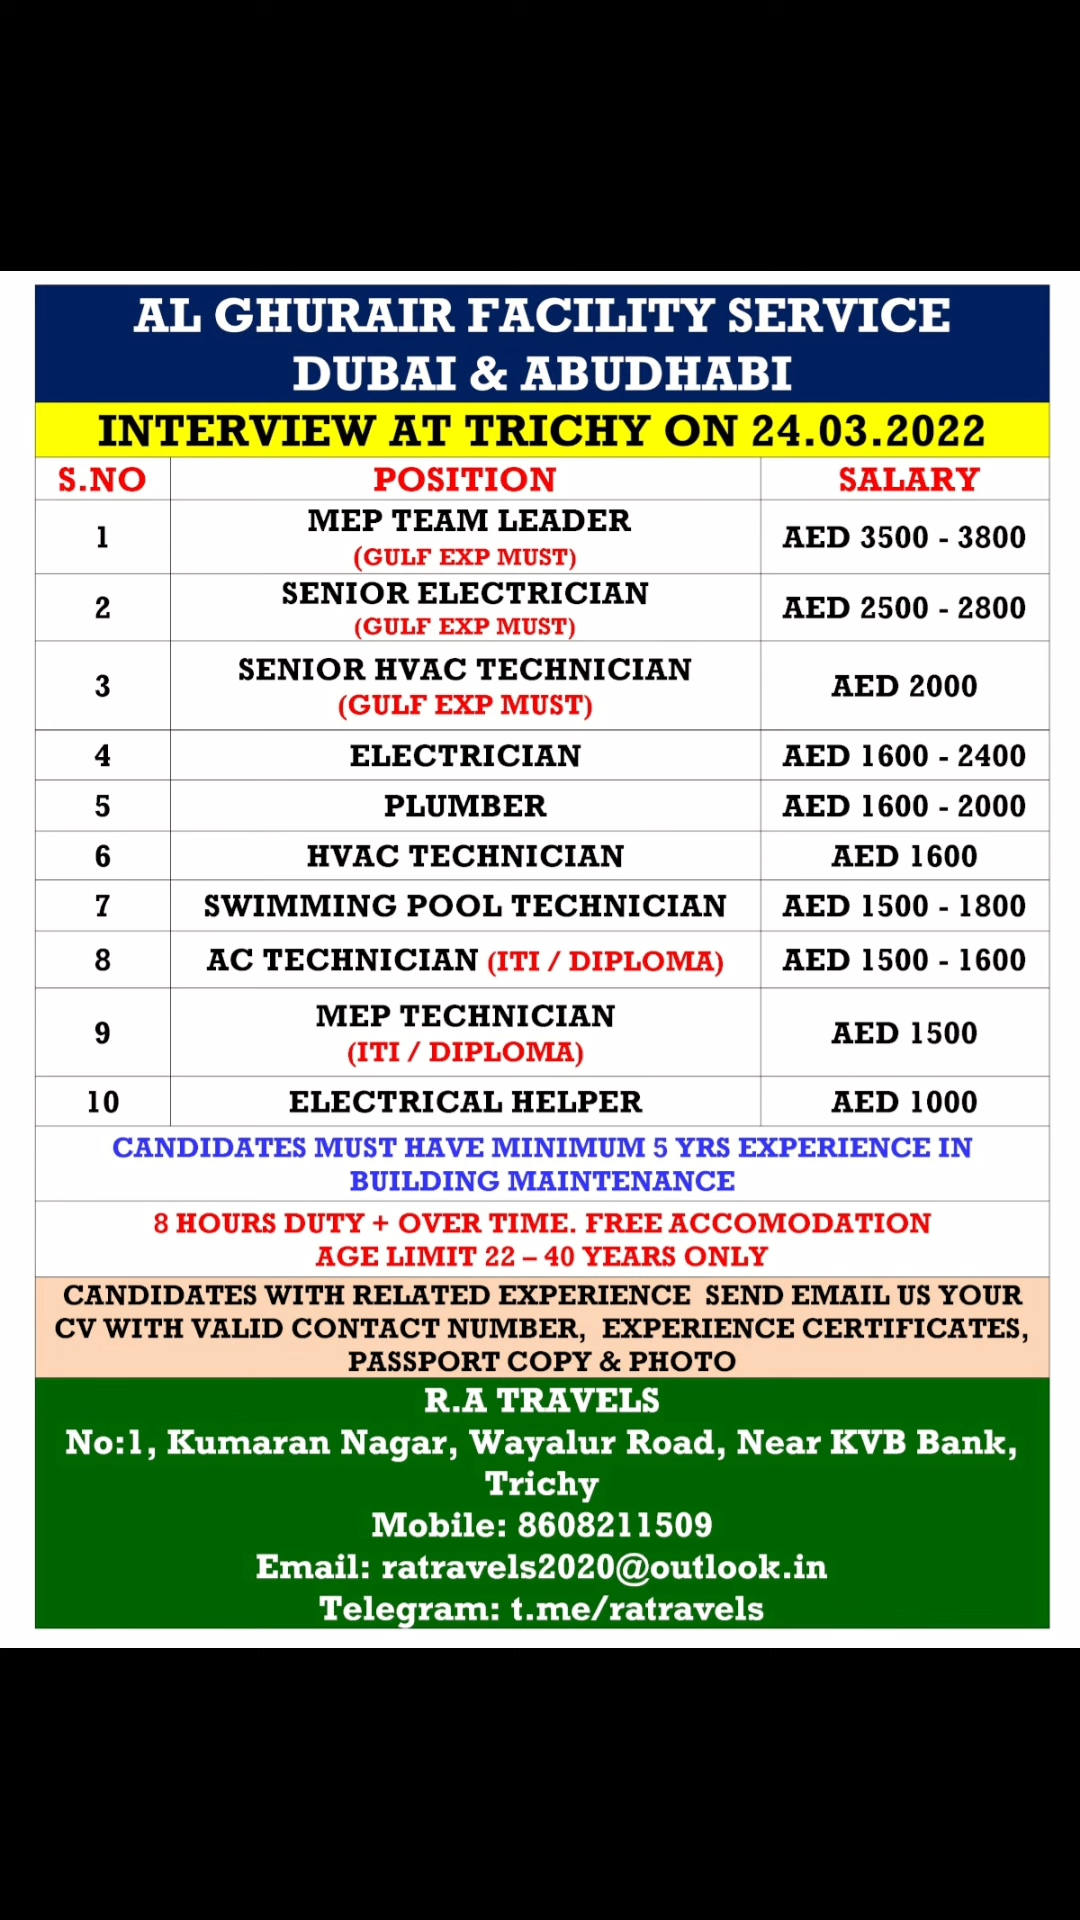 AL GHURAIR FACILITY SERVICE
DUBAI & ABUDHABI
INTERVIEW AT TRICHY ON 24.03.2022
S.NO POSITION SALARY
1 MEP TEAM LEADER AED 3500 - 3800
(GULF EXP MUST)
2 SENIOR ELECTRICIAN AED 2500 - 2800
(GULF EXP MUST)
3 SENIOR HVAC TECHNICIAN AED 2000
(GULF EXP MUST)
4 ELECTRICIAN AED 1600 - 2400
5 PLUMBER AED 1600 - 2000
6 HVAC TECHNICIAN AED 1600
7 SWIMMING POOL TECHNICIAN AED 1500 - 1800
8 AC TECHNICIAN (ITI / DIPLOMA) AED 1500 - 1600
9 MEP TECHNICIAN AED 1500
(ITI / DIPLOMA)
10 ELECTRICAL HELPER AED 1000
CANDIDATES MUST HAVE MINIMUM 5 YRS EXPERIENCE IN
BUILDING MAINTENANCE
8 HOURS DUTY + OVER TIME. FREE ACCOMODATION
AGE LIMIT 22 – 40 YEARS ONLY
CANDIDATES WITH RELATED EXPERIENCE SEND EMAIL US YOUR
CV WITH VALID CONTACT NUMBER, EXPERIENCE CERTIFICATES,
PASSPORT COPY & PHOTO
R.A TRAVELS
No:1, Kumaran Nagar, Wayalur Road, Near KVB Bank,
Trichy
Mobile: 8608211509
Email: ratravels2020@outlook.in
Telegram: t.me/ratravels